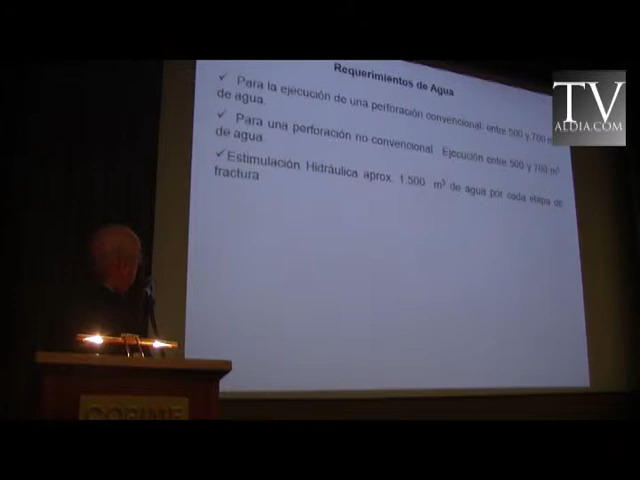 Requerimientos de Agua
✓ Para la ejecución de una perforación convencional: entre 500 y 700 m
de agua.
✓ Para una perforación no convencional. Ejecución entre 500 y 700 m³
de agua
✓ Estimulación Hidráulica aprox. 1.500 m³ de agua por cada etapa de
fractura
TV
ALDIA.COM